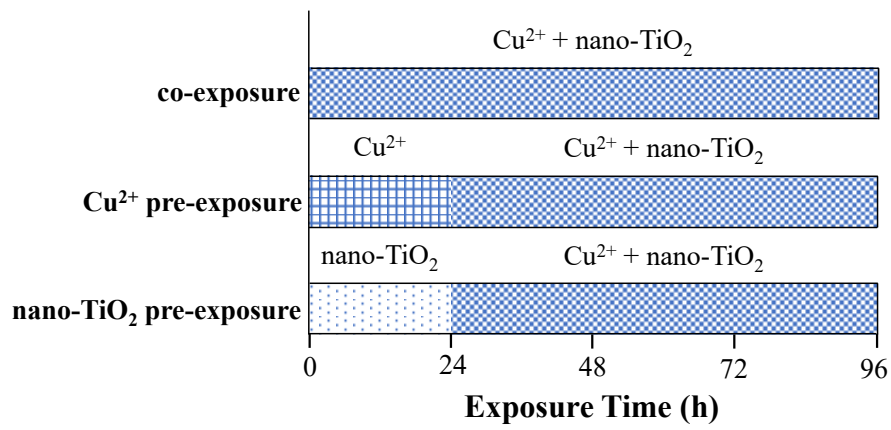 Cu²⁺ + nano-TiO₂
co-exposure
Cu²⁺ Cu²⁺ + nano-TiO₂
Cu²⁺ pre-exposure
nano-TiO₂ Cu²⁺ + nano-TiO₂
nano-TiO₂ pre-exposure
0 24 48 72 96
Exposure Time (h)